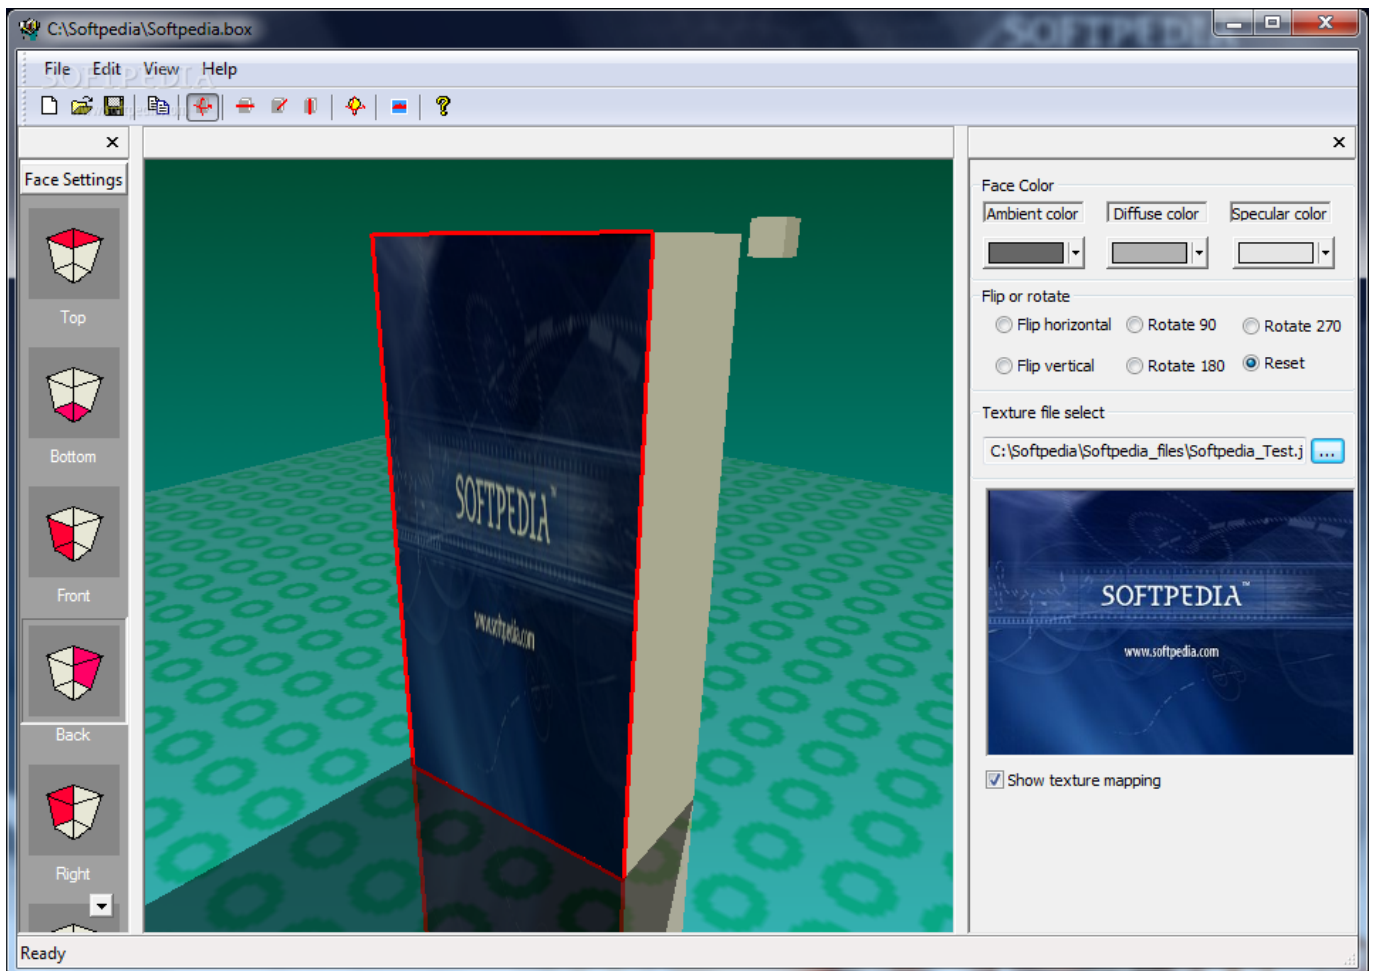 C:\Softpedia\Softpedia.box
SOFTPEDIA
File Edit View Help
SOFTPEDIA
Face Settings
Top
Bottom
Front
Back
Right
SOFTPEDIA™
www.softpedia.com
Face Color
Ambient color Diffuse color Specular color
Flip or rotate
Flip horizontal Rotate 90 Rotate 270
Flip vertical Rotate 180 Reset
Texture file select
C:\Softpedia\Softpedia_files\Softpedia_Test.j ...
SOFTPEDIA™
www.softpedia.com
Show texture mapping
Ready